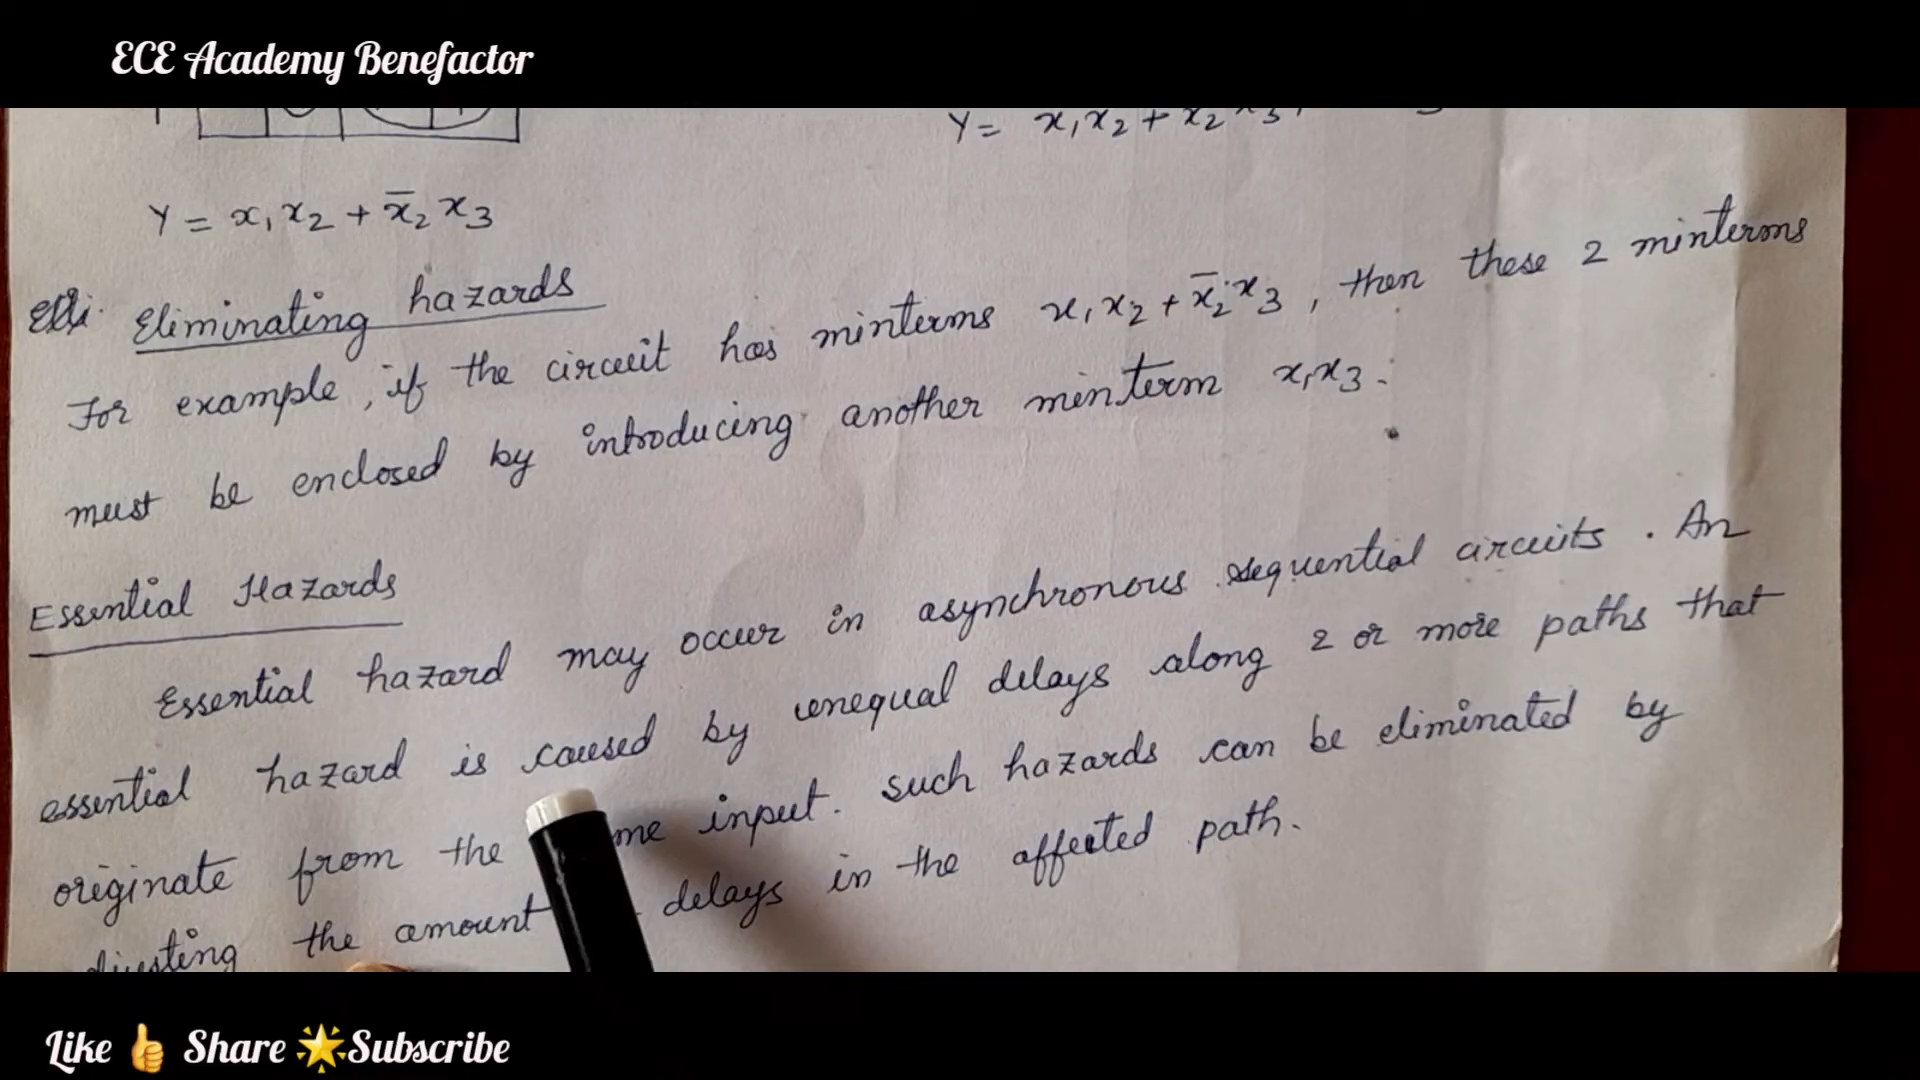 ECE Academy Benefactor
Y = x₁x₂ + x₂
Y = x₁x₂ + x̅₂x₃
Eliminating hazards
For example, if the circuit has minterms x₁x₂ + x̅₂x₃, then these 2 minterms
must be enclosed by introducing another minterm x₁x₃.
Essential Hazards
Essential hazard may occur in asynchronous sequential circuits. An
essential hazard is caused by unequal delays along 2 or more paths that
originate from the me input. Such hazards can be eliminated by
the amount delays in the affected path.
Like 👍 Share 🌟Subscribe